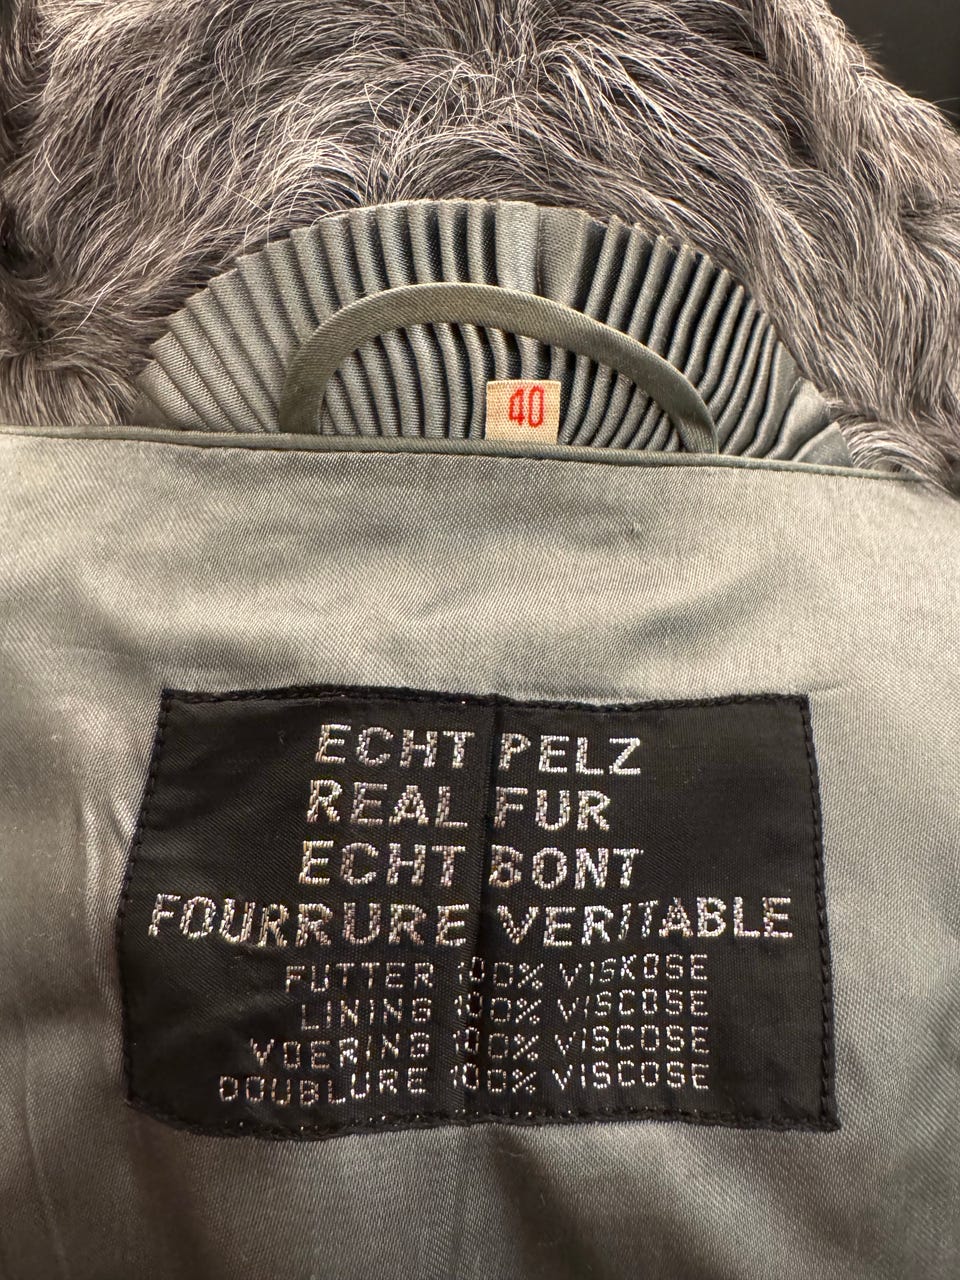 40
ECHT PELZ
REAL FUR
ECHT BONT
FOURRURE VERITABLE
FUTTER 100% VISKOSE
LINING 100% VISCOSE
VOERING 100% VISCOSE
DOUBLURE 100% VISCOSE